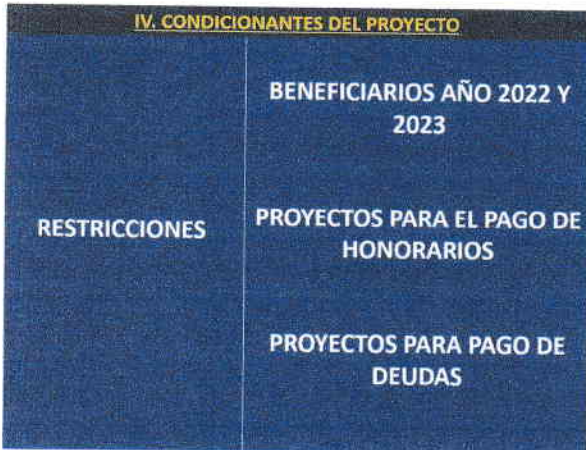 IV. CONDICIONANTES DEL PROYECTO
RESTRICCIONES
BENEFICIARIOS AÑO 2022 Y
2023
PROYECTOS PARA EL PAGO DE
HONORARIOS
PROYECTOS PARA PAGO DE
DEUDAS